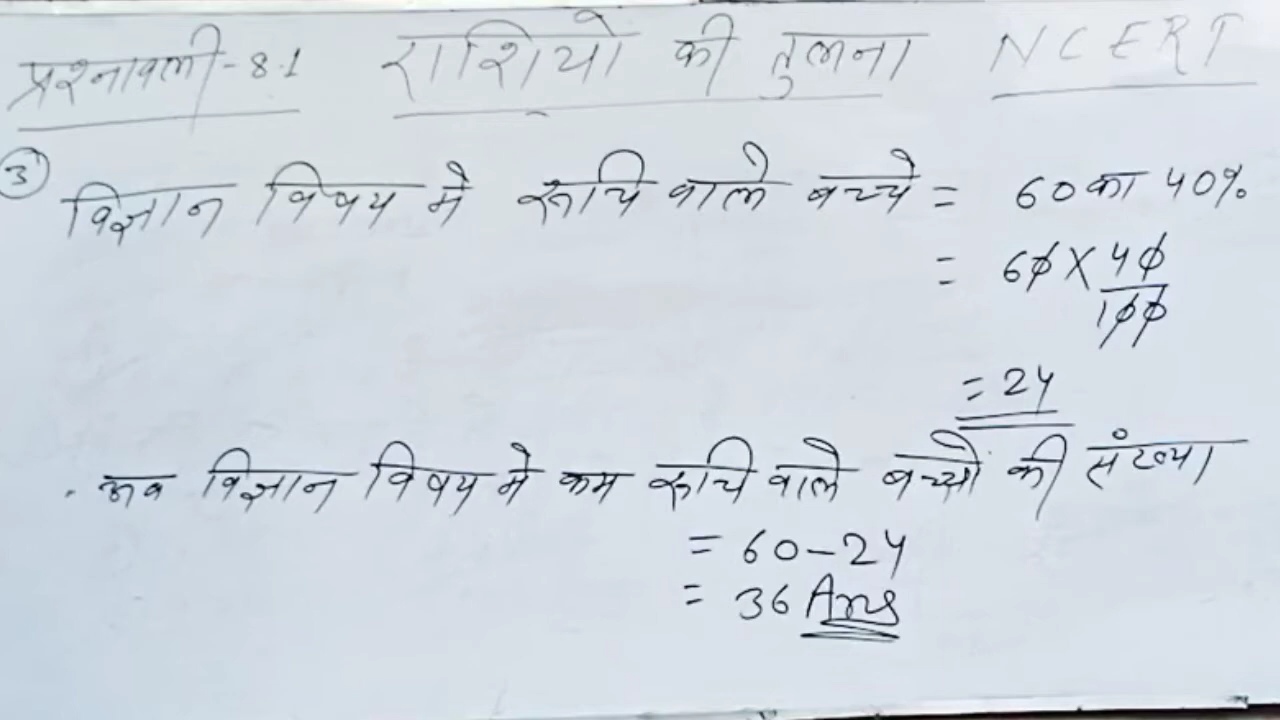 प्रश्नावली-8.1 राशियो की तुलना NCERT
③ विज्ञान विषय मे रूचि वाले बच्चे = 60 का 40%
= 60 × 40/100
= 24
. अब विज्ञान विषय मे कम रूचि वाले बच्चो की संख्या
= 60-24
= 36 Ans